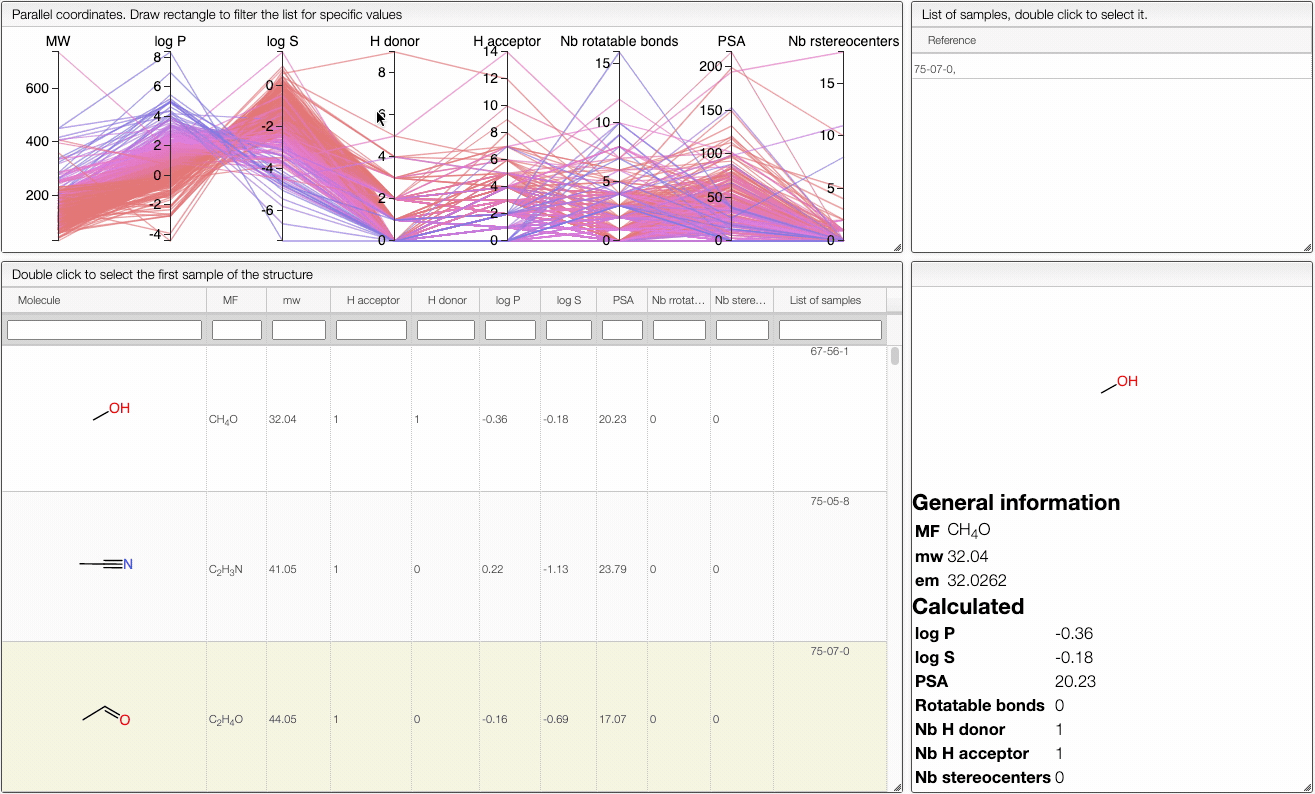 Parallel coordinates. Draw rectangle to filter the list for specific values
MW log P log S H donor H acceptor Nb rotatable bonds PSA Nb rstereocenters
600
400
200
8
6
4
2
0
-2
-4
0
-2
-4
-6
8
6
4
2
0
14
12
10
8
6
4
2
0
15
10
5
0
200
150
100
50
0
15
10
5
0
List of samples, double click to select it.
Reference
75-07-0,
Double click to select the first sample of the structure
Molecule MF mw H acceptor H donor log P log S PSA Nb rrotat... Nb stere... List of samples
67-56-1
OH CH4O 32.04 1 1 -0.36 -0.18 20.23 0 0
75-05-8
N C2H3N 41.05 1 0 0.22 -1.13 23.79 0 0
75-07-0
O C2H4O 44.05 1 0 -0.16 -0.69 17.07 0 0
OH
General information
MF CH4O
mw 32.04
em 32.0262
Calculated
log P -0.36
log S -0.18
PSA 20.23
Rotatable bonds 0
Nb H donor 1
Nb H acceptor 1
Nb stereocenters 0